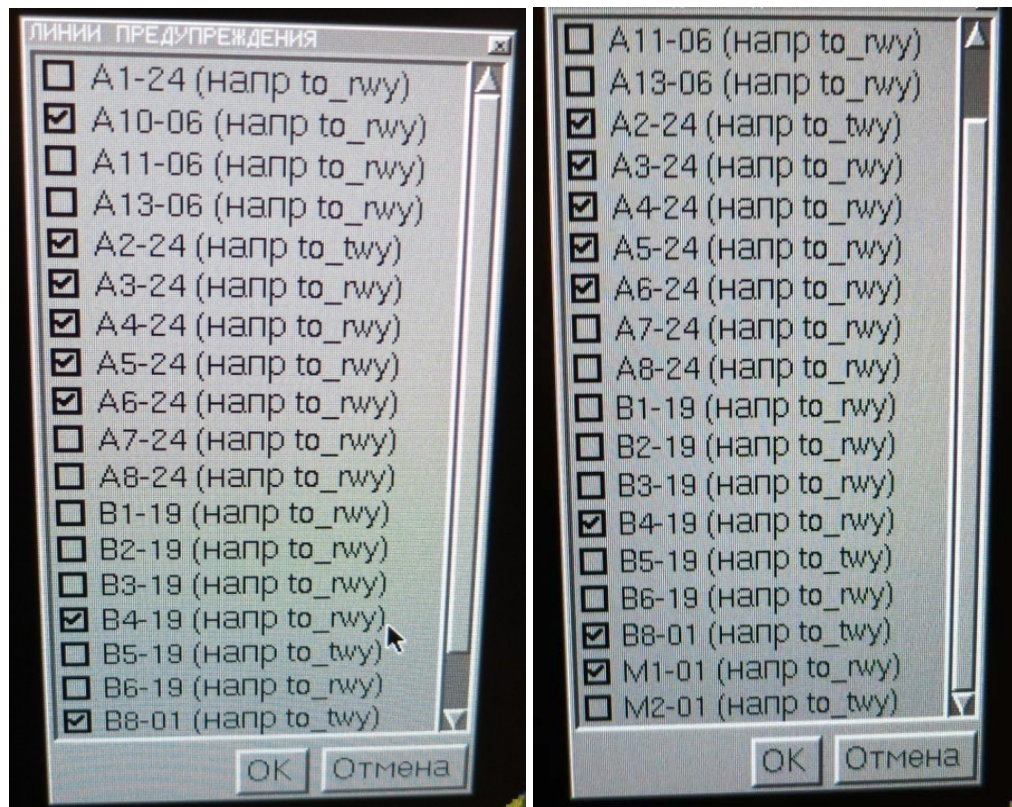 ЛИНИИ ПРЕДУПРЕЖДЕНИЯ
A1-24 (напр to_rwy)
A10-06 (напр to_rwy)
A11-06 (напр to_rwy)
A13-06 (напр to_rwy)
A2-24 (напр to_twy)
A3-24 (напр to_rwy)
A4-24 (напр to_rwy)
A5-24 (напр to_rwy)
A6-24 (напр to_rwy)
A7-24 (напр to_rwy)
A8-24 (напр to_rwy)
B1-19 (напр to_rwy)
B2-19 (напр to_rwy)
B3-19 (напр to_rwy)
B4-19 (напр to_rwy)
B5-19 (напр to_twy)
B6-19 (напр to_rwy)
B8-01 (напр to_twy)
OK
Отмена
A11-06 (напр to_rwy)
A13-06 (напр to_rwy)
A2-24 (напр to_twy)
A3-24 (напр to_rwy)
A4-24 (напр to_rwy)
A5-24 (напр to_rwy)
A6-24 (напр to_rwy)
A7-24 (напр to_rwy)
A8-24 (напр to_rwy)
B1-19 (напр to_rwy)
B2-19 (напр to_rwy)
B3-19 (напр to_rwy)
B4-19 (напр to_rwy)
B5-19 (напр to_twy)
B6-19 (напр to_rwy)
B8-01 (напр to_twy)
M1-01 (напр to_rwy)
M2-01 (напр to_twy)
OK
Отмена